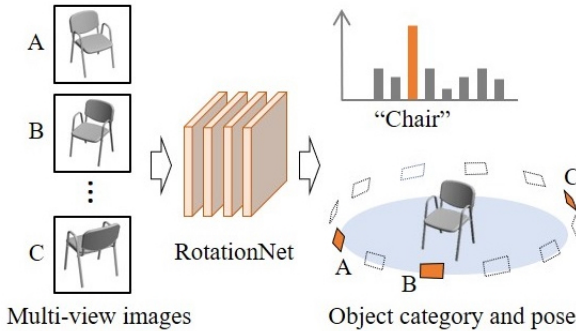 A
B
⋮
C
Multi-view images
RotationNet
“Chair”
A
B
C
Object category and pose